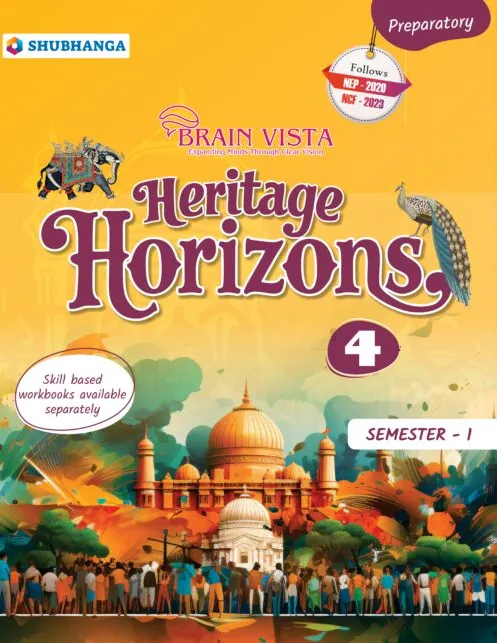 SHUBHANGA
Preparatory
Follows
NEP - 2020
NCF - 2023
BRAIN VISTA
Expanding Minds Through Clear Vision
Heritage
Horizons
4
Skill based
workbooks available
separately
SEMESTER - I